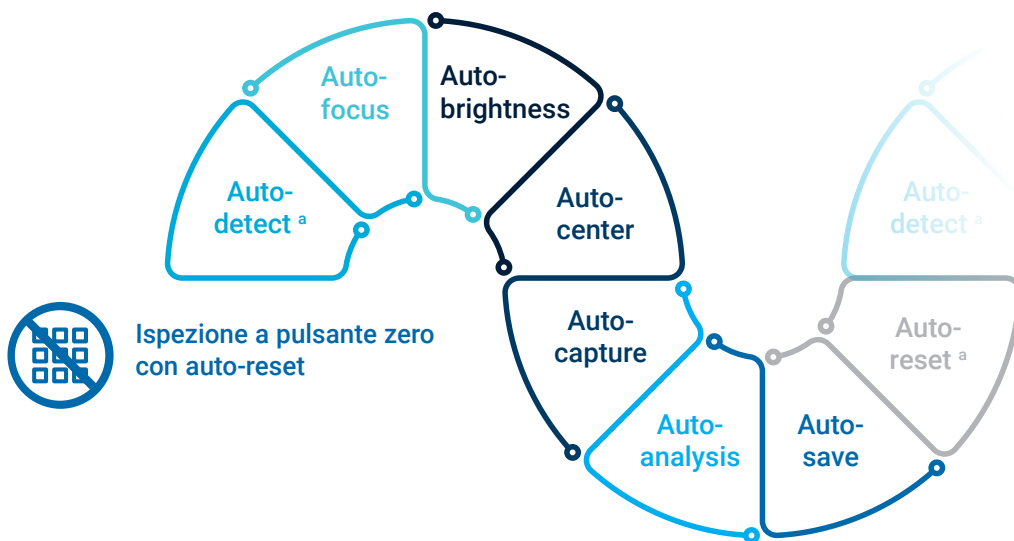 Auto-
detect ª
Auto-
focus
Auto-
brightness
Auto-
center
Auto-
capture
Auto-
analysis
Auto-
save
Auto-
reset ª
Auto-
detect ª
Ispezione a pulsante zero
con auto-reset